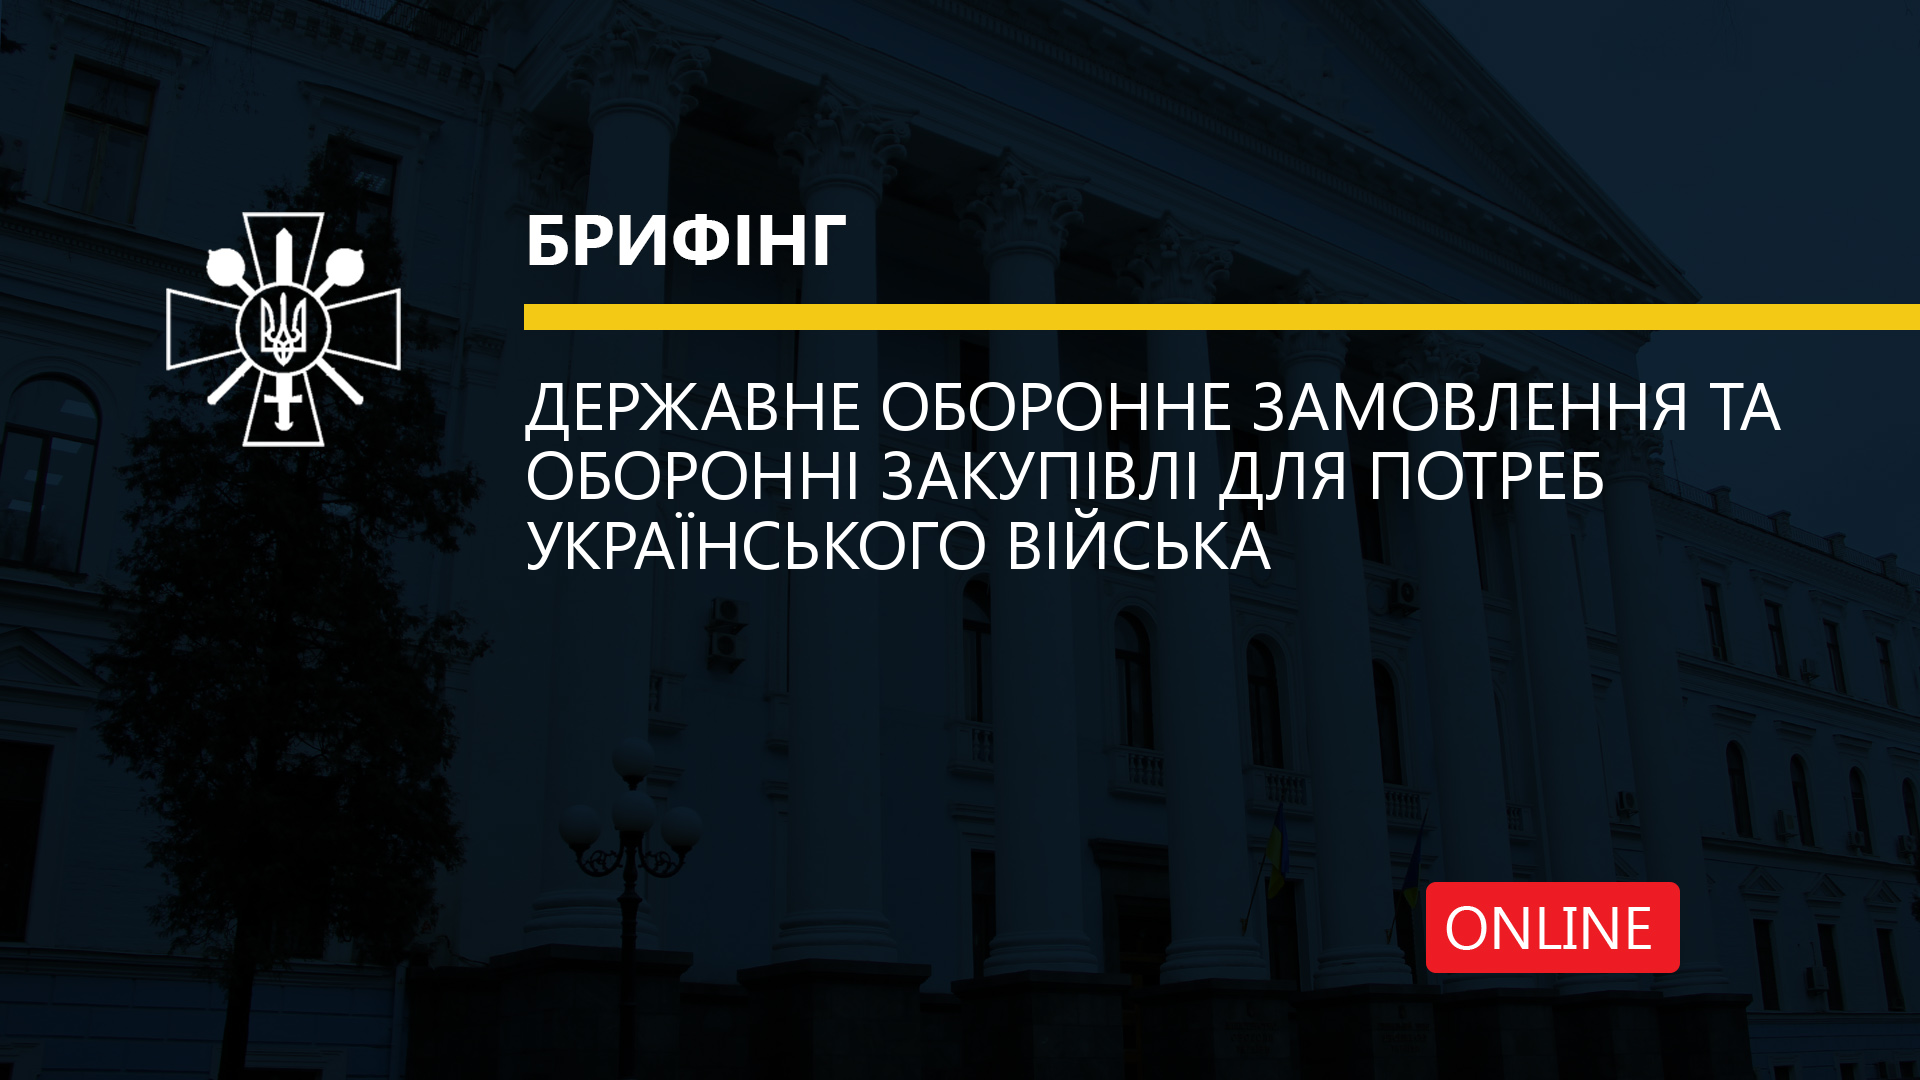 БРИФІНГ
ДЕРЖАВНЕ ОБОРОННЕ ЗАМОВЛЕННЯ ТА
ОБОРОННІ ЗАКУПІВЛІ ДЛЯ ПОТРЕБ
УКРАЇНСЬКОГО ВІЙСЬКА
ONLINE